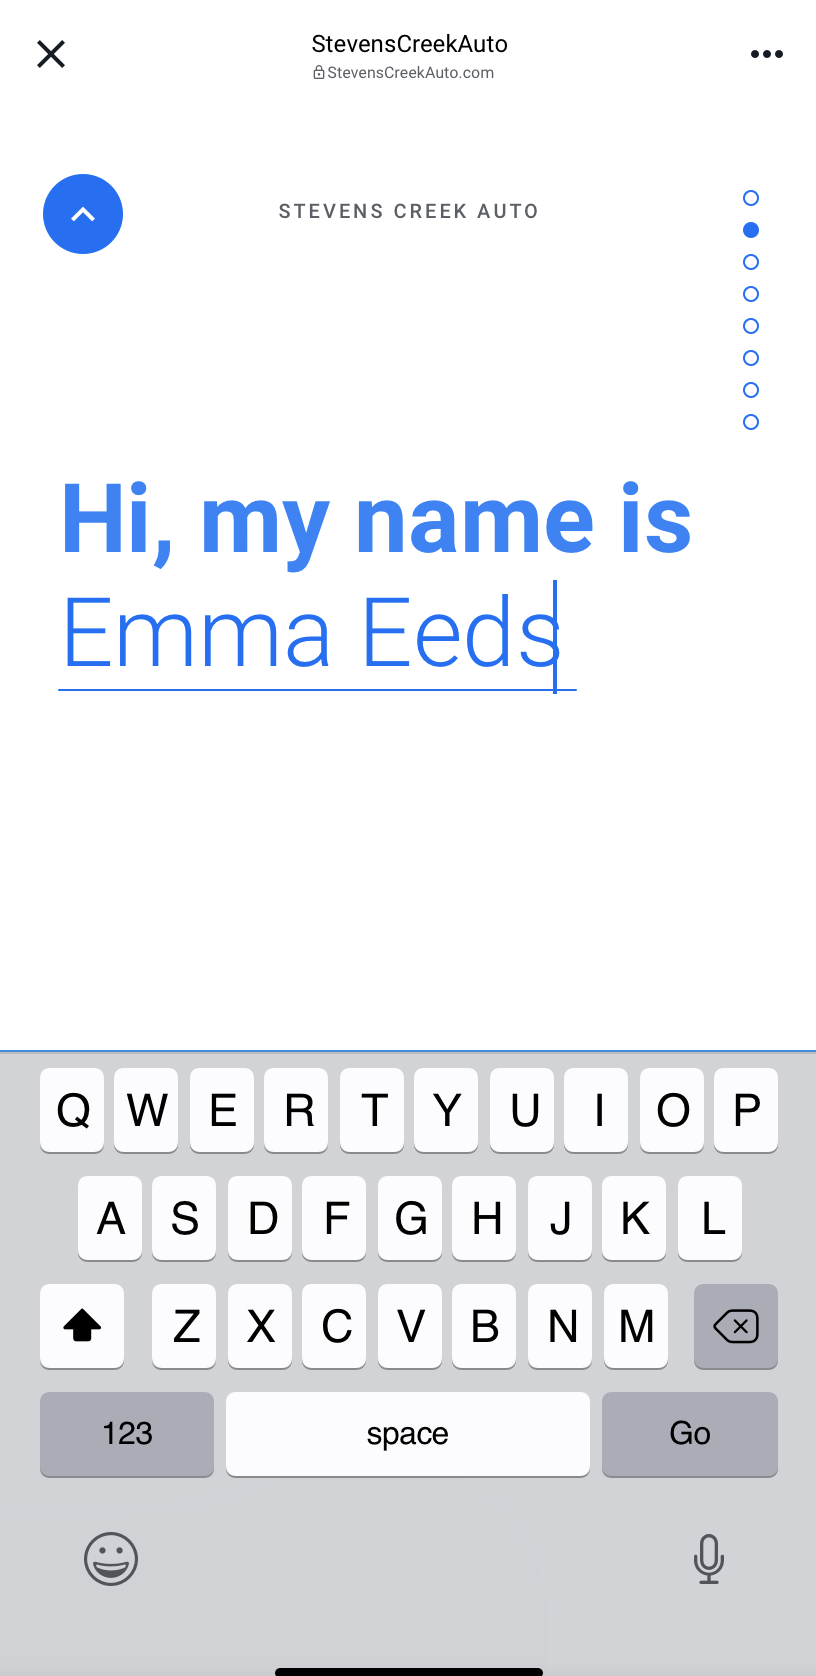 StevensCreekAuto
StevensCreekAuto.com
STEVENS CREEK AUTO
Hi, my name is
Emma Eeds
Q W E R T Y U I O P
A S D F G H J K L
Z X C V B N M
123 space Go